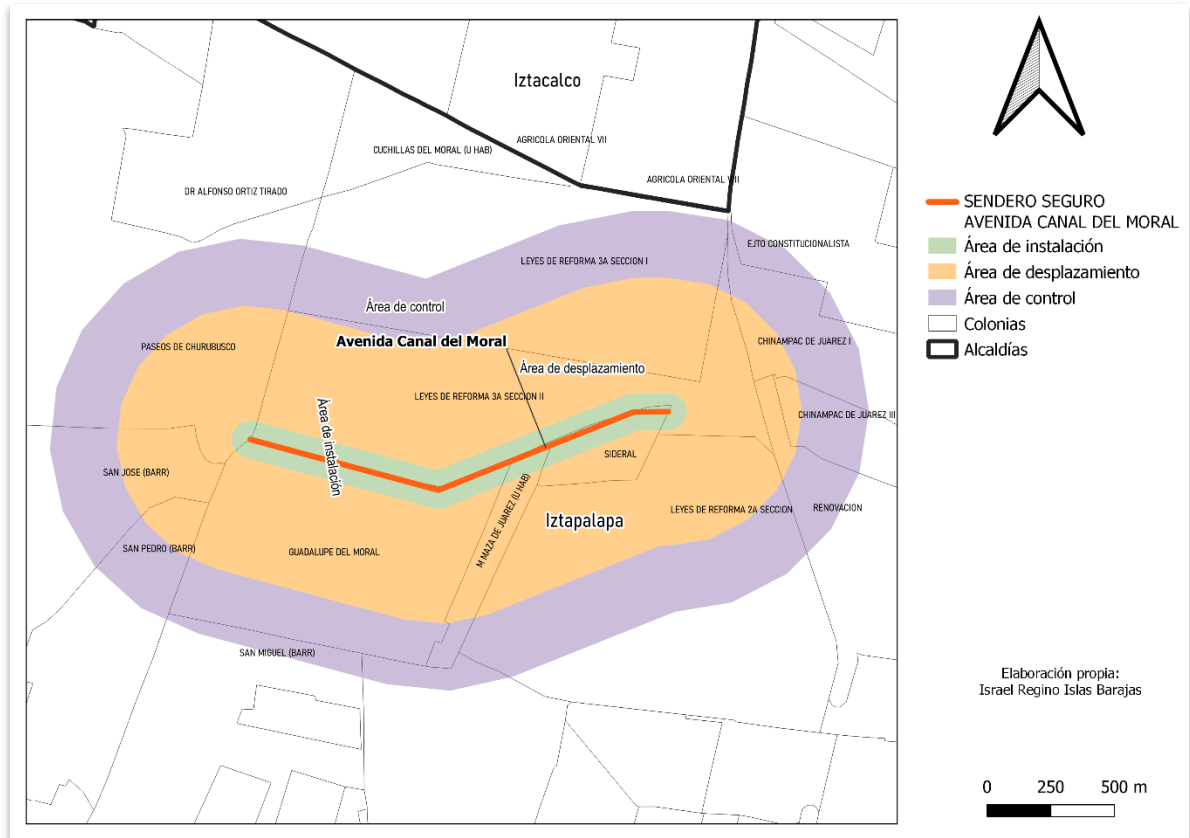 Iztacalco
AGRICOLA ORIENTAL VII
CUCHILLAS DEL MORAL (U HAB)
AGRICOLA ORIENTAL VIII
DR ALFONSO ORTIZ TIRADO
EJTO CONSTITUCIONALISTA
LEYES DE REFORMA 3A SECCION I
Área de control
Avenida Canal del Moral
PASEOS DE CHURUBUSCO
CHINAMPAC DE JUAREZ I
Área de desplazamiento
LEYES DE REFORMA 3A SECCION II
CHINAMPAC DE JUAREZ III
Área de instalación
SIDERAL
SAN JOSE (BARR)
M MAZA DE JUAREZ (U HAB)
LEYES DE REFORMA 2A SECCION
RENOVACION
Iztapalapa
SAN PEDRO (BARR)
GUADALUPE DEL MORAL
SAN MIGUEL (BARR)
SENDERO SEGURO
AVENIDA CANAL DEL MORAL
Área de instalación
Área de desplazamiento
Área de control
Colonias
Alcaldías
Elaboración propia:
Israel Regino Islas Barajas
0 250 500 m